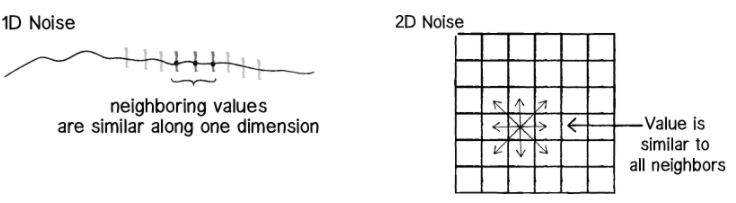 1D Noise
neighboring values
are similar along one dimension
2D Noise
Value is
similar to
all neighbors